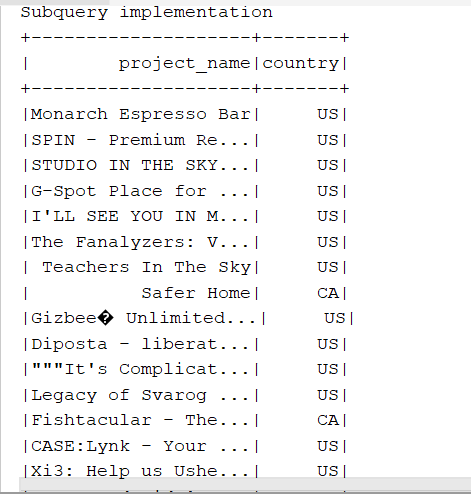 Subquery implementation
+--------------------+-------+
|        project_name|country|
+--------------------+-------+
|Monarch Espresso Bar|     US|
|SPIN - Premium Re...|     US|
|STUDIO IN THE SKY...|     US|
|G-Spot Place for ...|     US|
|I'LL SEE YOU IN M...|     US|
|The Fanalyzers: V...|     US|
| Teachers In The Sky|     US|
|          Safer Home|     CA|
|Gizbee� Unlimited...|     US|
|Diposta - liberat...|     US|
|"""It's Complicat...|     US|
|Legacy of Svarog ...|     US|
|Fishtacular - The...|     CA|
|CASE:Lynk - Your ...|     US|
|Xi3: Help us Ushe...|     US|